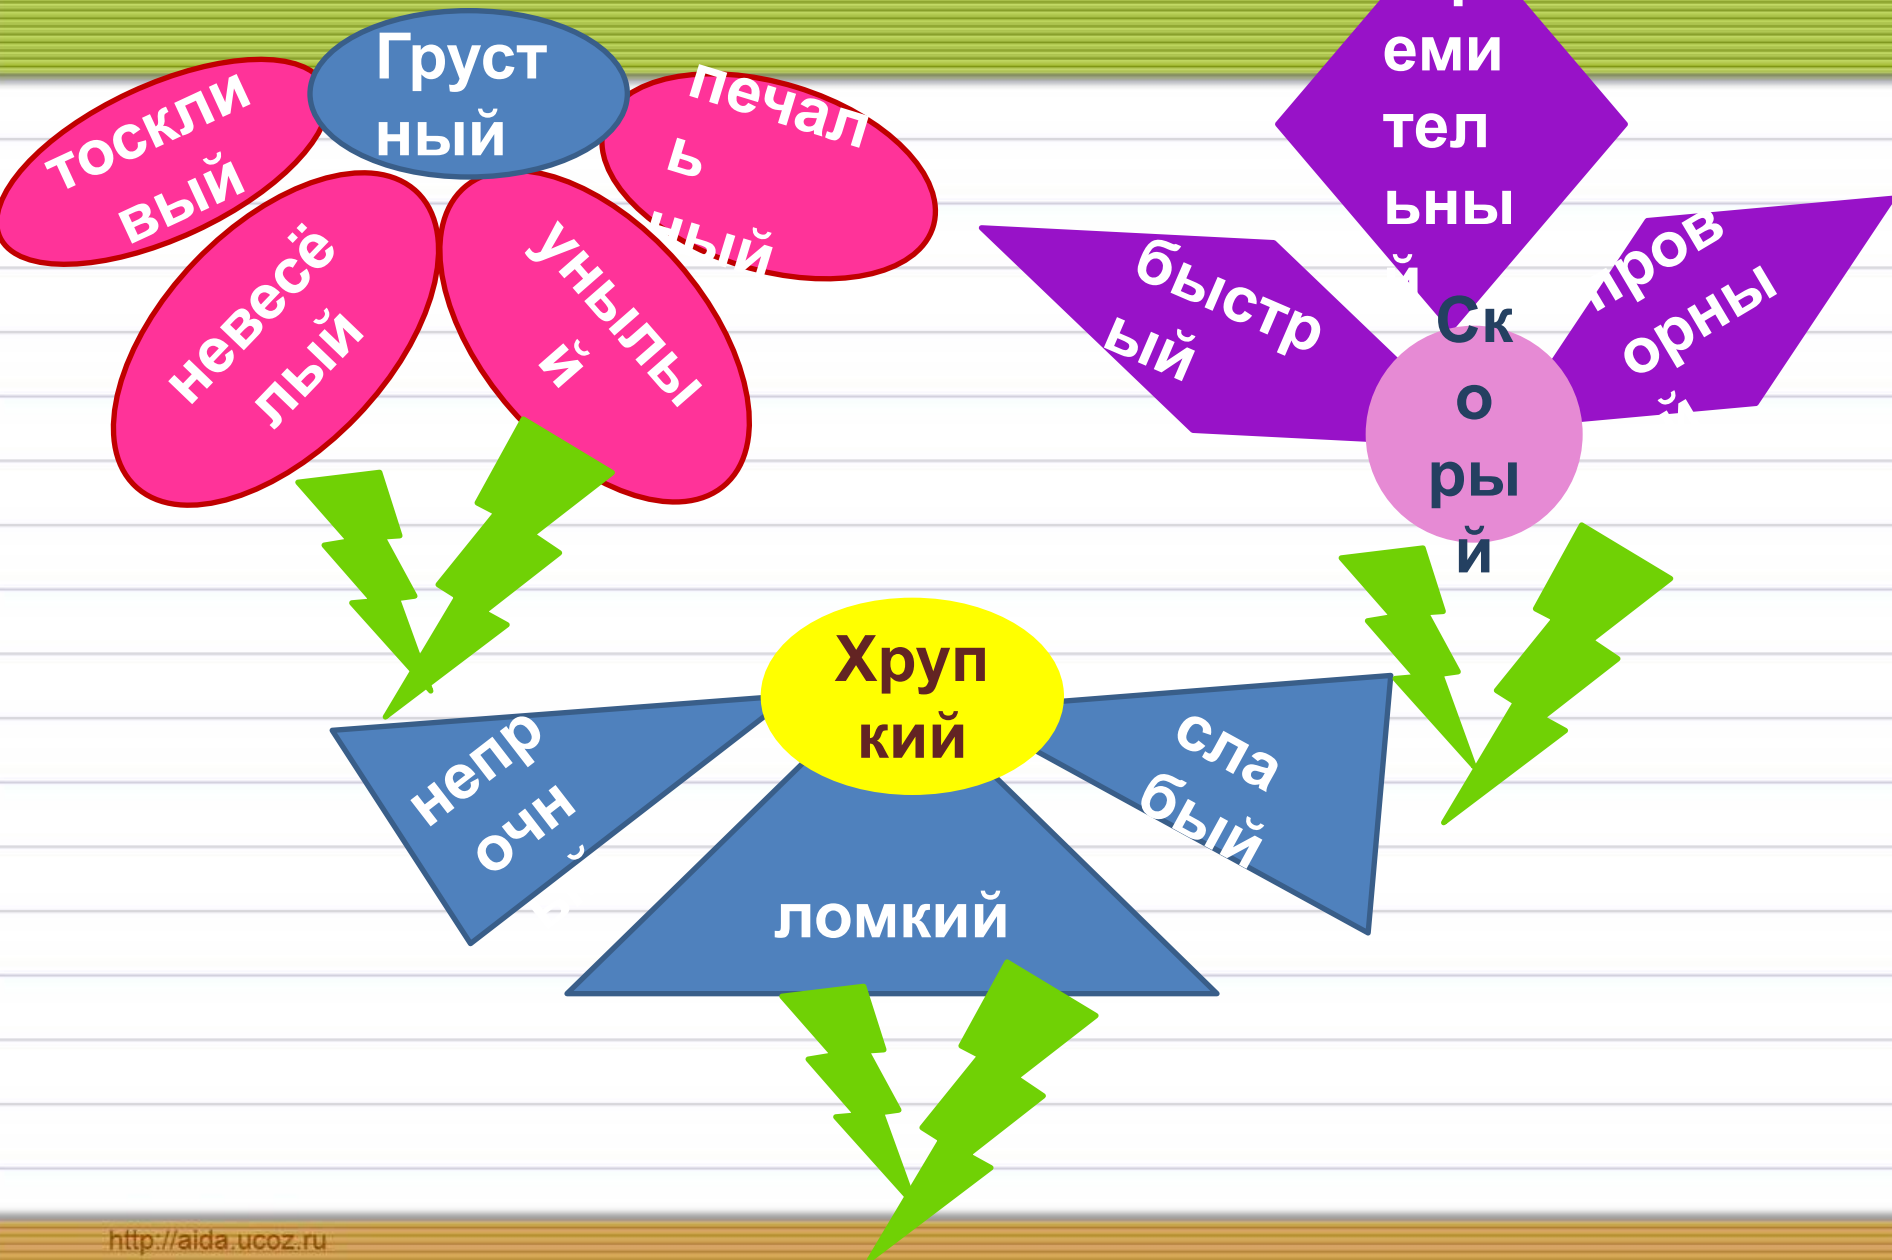 Груст
ный
тоскли
вый
невесё
лый
унылы
й
печал
ь
ный
еми
тел
ьны
й
быстр
ый
пров
орны
й
Ск
о
ры
й
Хруп
кий
непр
очн
ломкий
сла
бый
http://aida.ucoz.ru